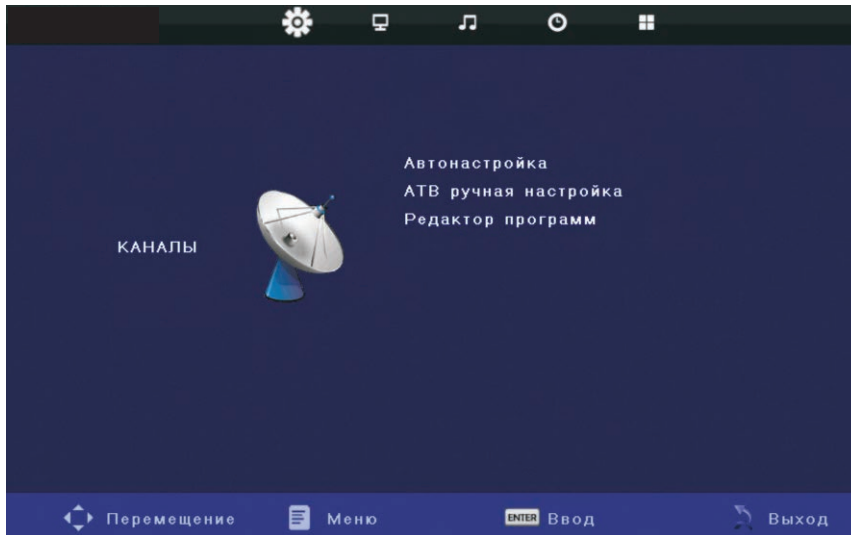 Автонастройка
АТВ ручная настройка
Редактор программ
КАНАЛЫ
Перемещение
Меню
ENTER Ввод
Выход